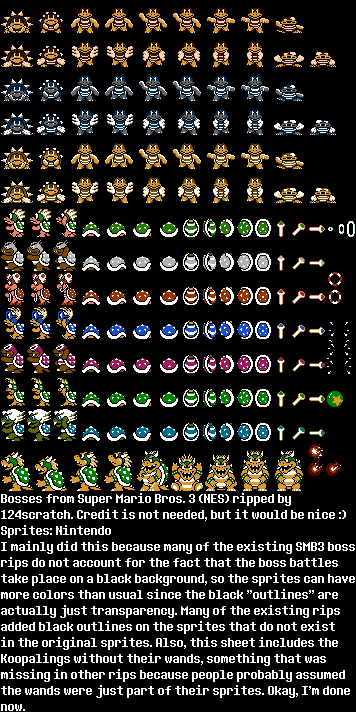 Bosses from Super Mario Bros. 3 (NES) ripped by
124scratch. Credit is not needed, but it would be nice :)
Sprites: Nintendo
I mainly did this because many of the existing SMB3 boss
rips do not account for the fact that the boss battles
take place on a black background, so the sprites can have
more colors than usual since the black "outlines" are
actually just transparency. Many of the existing rips
added black outlines on the sprites that do not exist
in the original sprites. Also, this sheet includes the
Koopalings without their wands, something that was
missing in other rips because people probably assumed
the wands were just part of their sprites. Okay, I'm done
now.